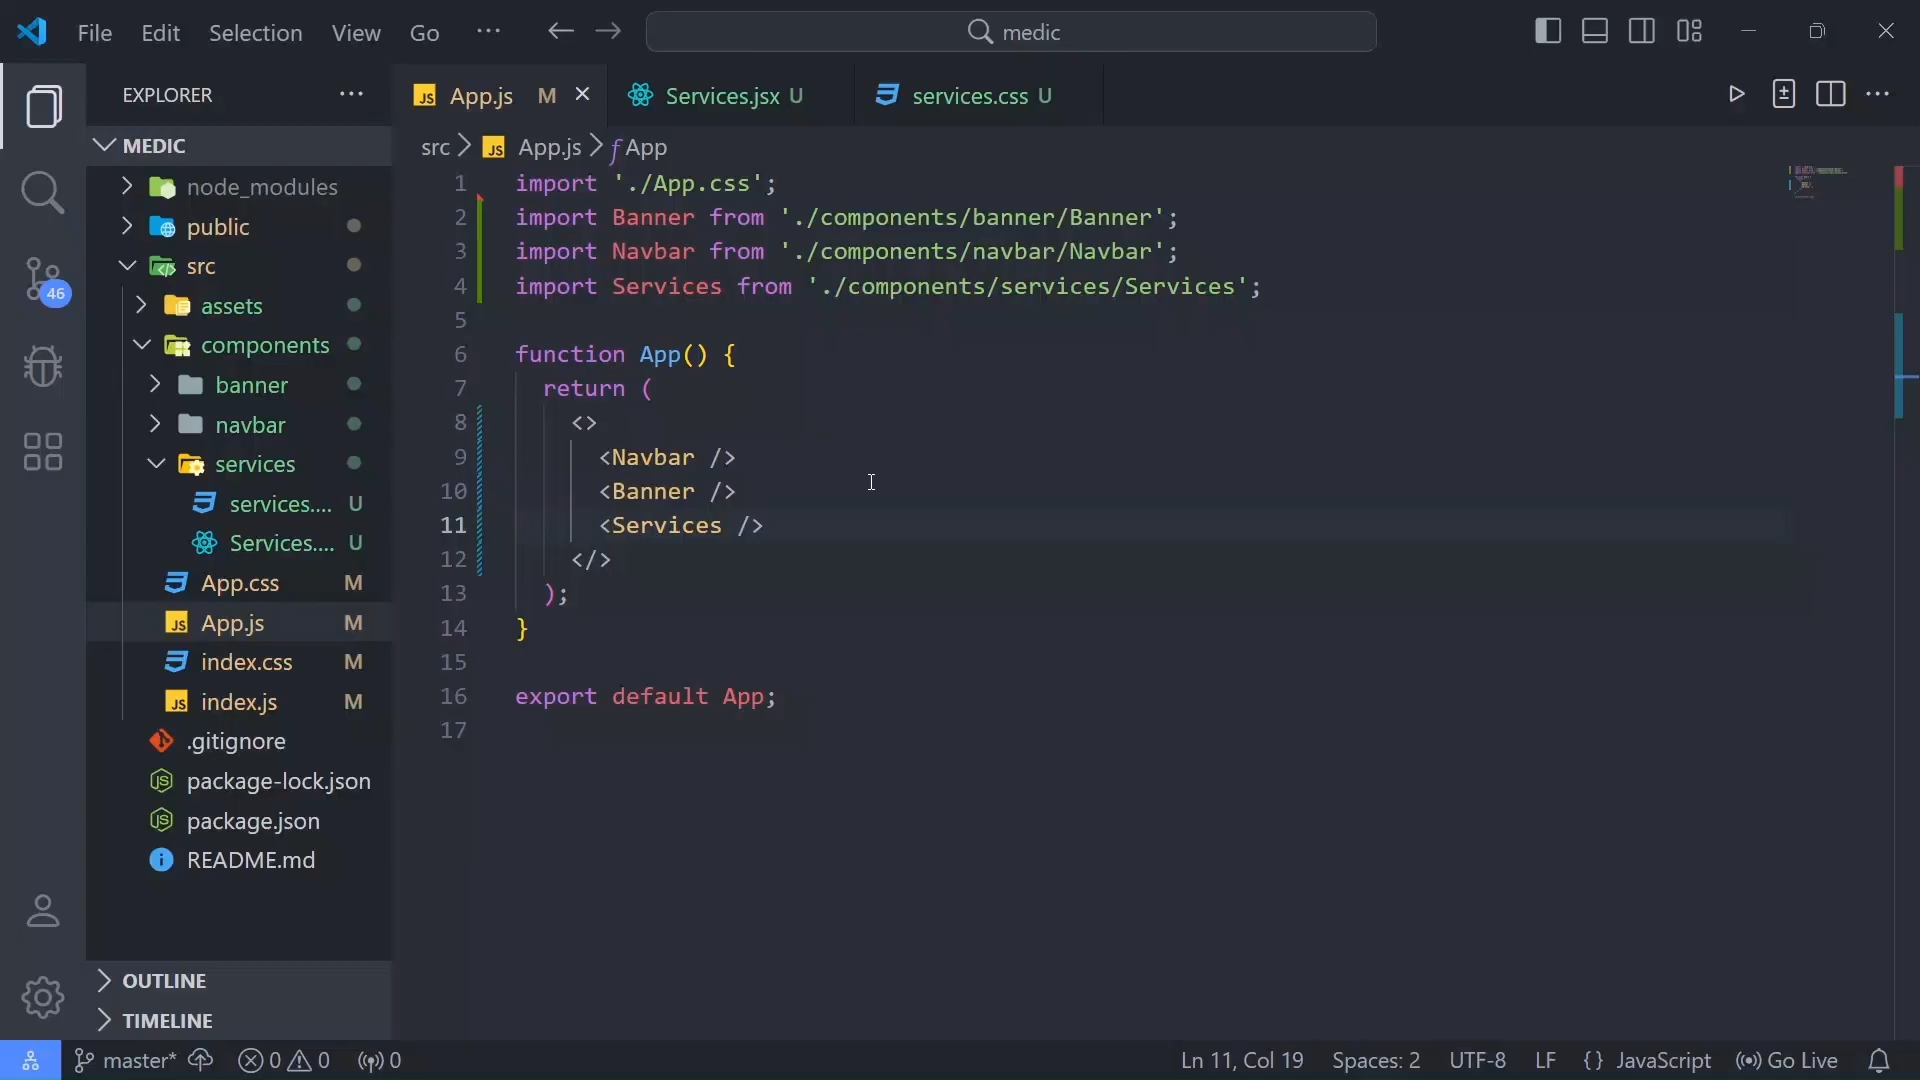 File Edit Selection View Go ··· medic
EXPLORER ···
App.js M
Services.jsx U
services.css U
MEDIC
node_modules
public
src
assets
components
banner
navbar
services
services.... U
Services.... U
App.css M
App.js M
index.css M
index.js M
.gitignore
package-lock.json
package.json
README.md
OUTLINE
TIMELINE
46
src > JS App.js > App
1 import './App.css';
2 import Banner from './components/banner/Banner';
3 import Navbar from './components/navbar/Navbar';
4 import Services from './components/services/Services';
5
6 function App() {
7 return (
8 <>
9 <Navbar />
10 <Banner />
11 <Services />
12 </>
13 );
14 }
15
16 export default App;
17
master* 0 0 0 Ln 11, Col 19 Spaces: 2 UTF-8 LF {} JavaScript Go Live